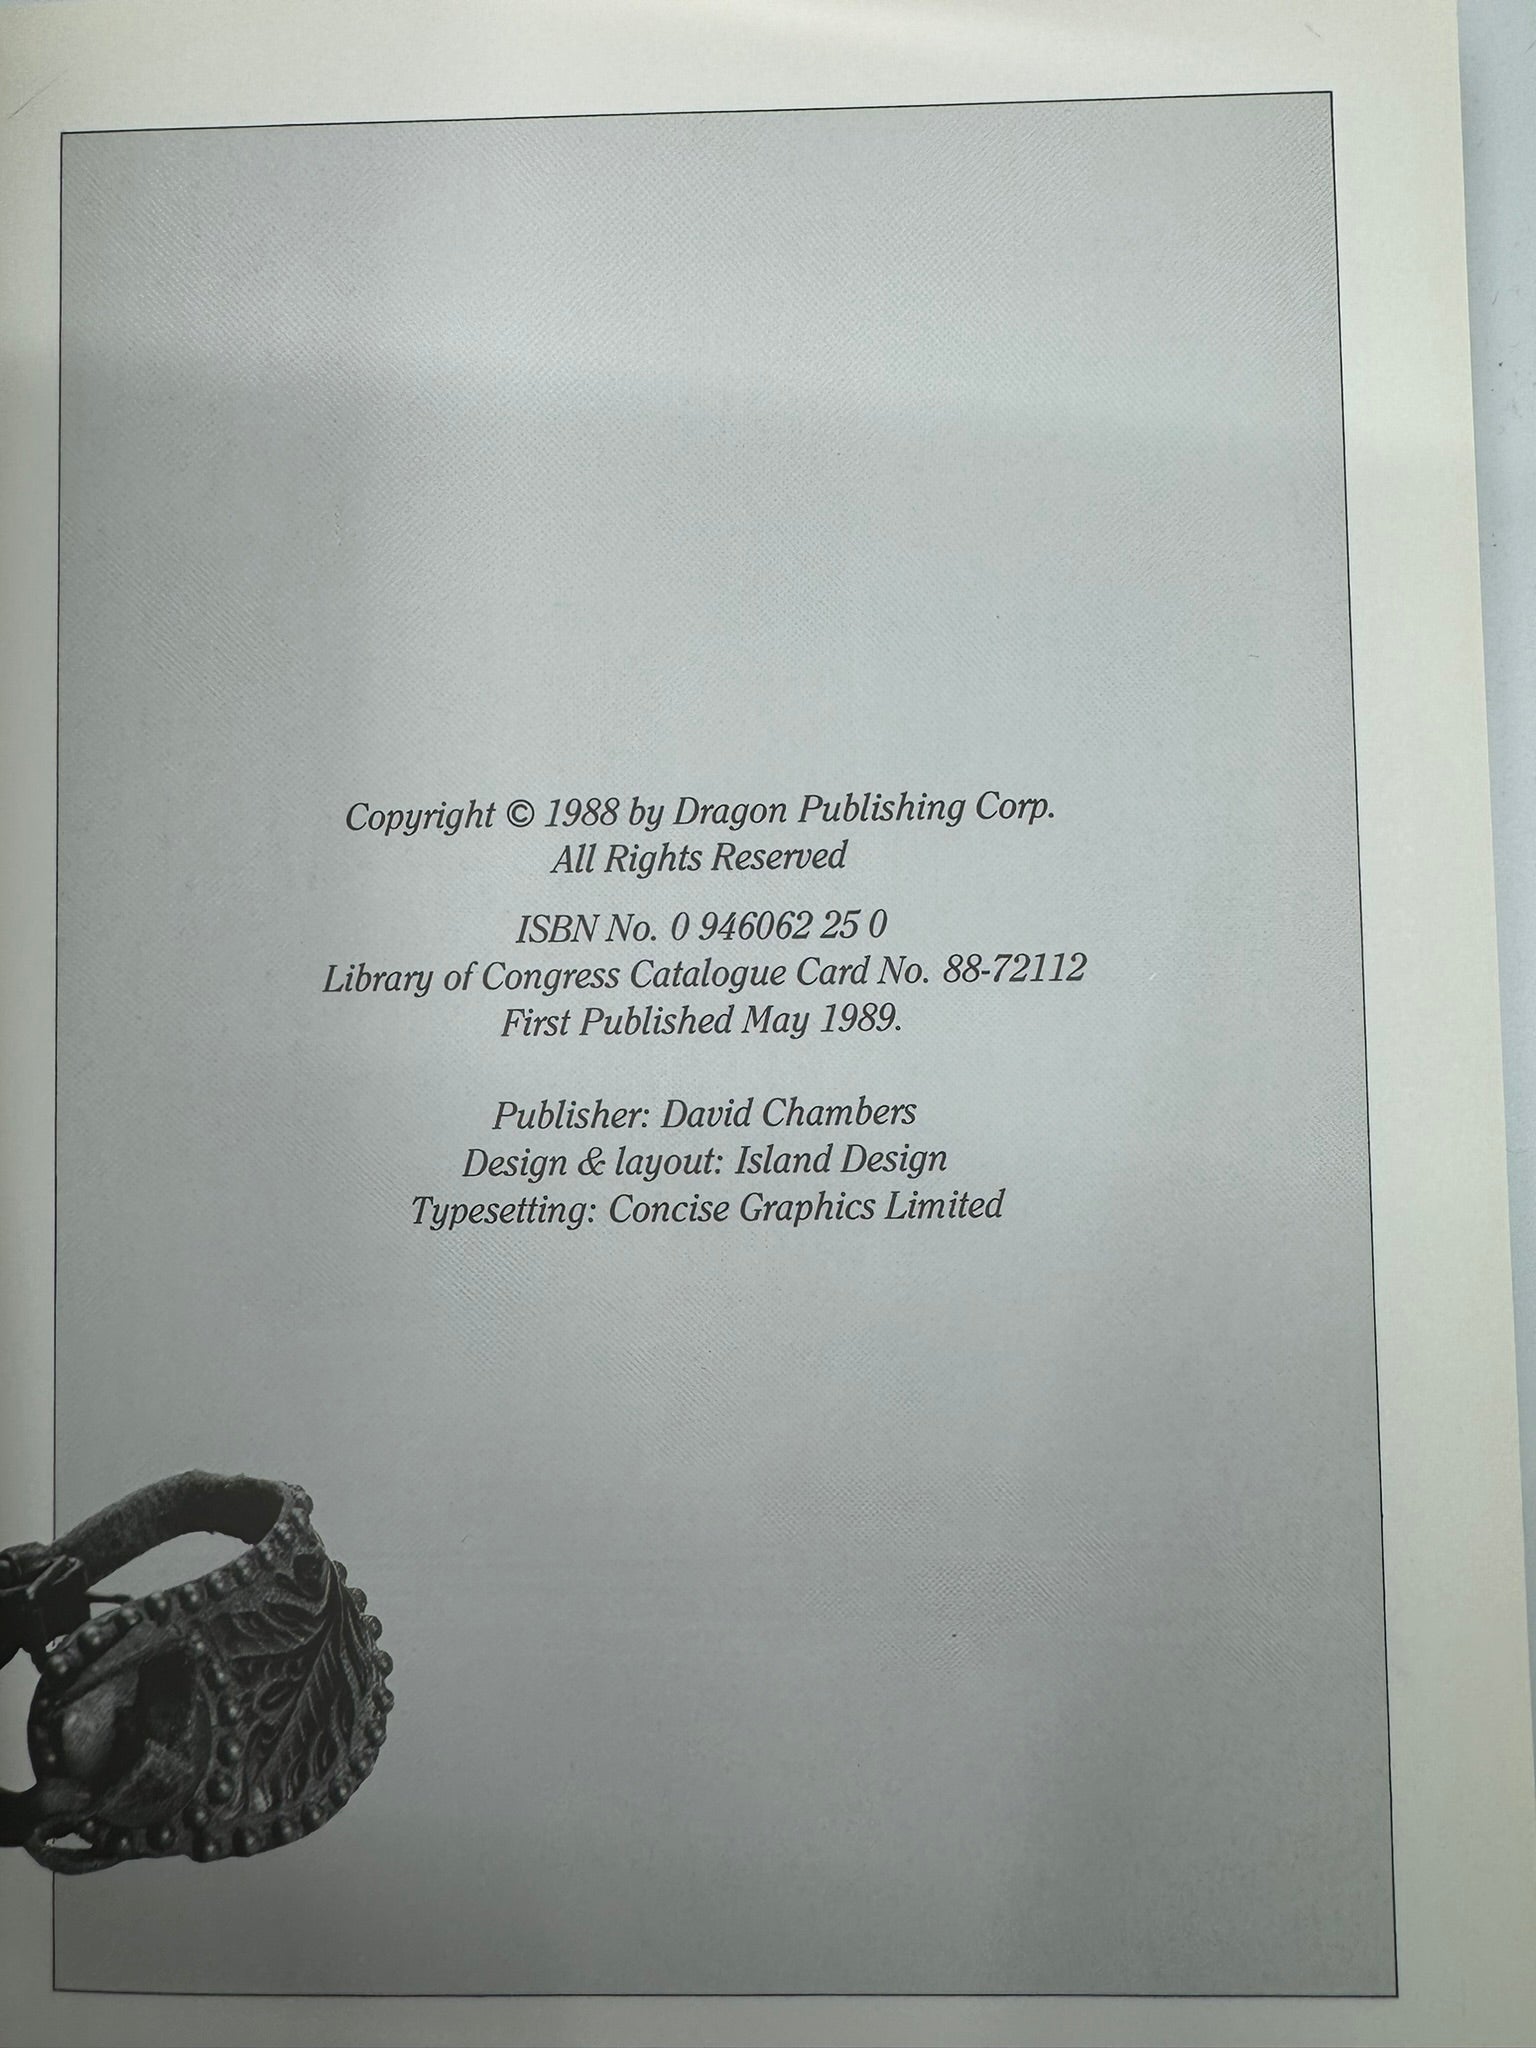 Copyright © 1988 by Dragon Publishing Corp.
All Rights Reserved
ISBN No. 0 946062 25 0
Library of Congress Catalogue Card No. 88-72112
First Published May 1989.
Publisher: David Chambers
Design & layout: Island Design
Typesetting: Concise Graphics Limited